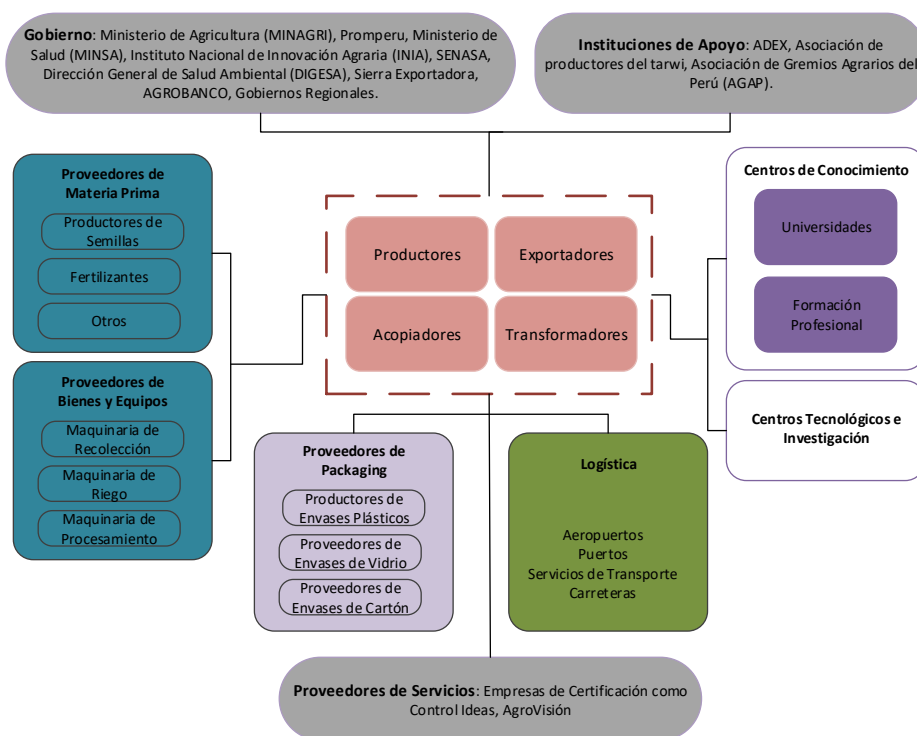 Gobierno: Ministerio de Agricultura (MINAGRI), Promperu, Ministerio de
Salud (MINSA), Instituto Nacional de Innovación Agraria (INIA), SENASA,
Dirección General de Salud Ambiental (DIGESA), Sierra Exportadora,
AGROBANCO, Gobiernos Regionales.
Instituciones de Apoyo: ADEX, Asociación de
productores del tarwi, Asociación de Gremios Agrarios del
Perú (AGAP).
Proveedores de
Materia Prima
Productores de
Semillas
Fertilizantes
Otros
Proveedores de
Bienes y Equipos
Maquinaria de
Recolección
Maquinaria de
Riego
Maquinaria de
Procesamiento
Productores
Exportadores
Acopiadores
Transformadores
Centros de Conocimiento
Universidades
Formación
Profesional
Centros Tecnológicos e
Investigación
Proveedores de
Packaging
Productores de
Envases Plásticos
Proveedores de
Envases de Vidrio
Proveedores de
Envases de Cartón
Logística
Aeropuertos
Puertos
Servicios de Transporte
Carreteras
Proveedores de Servicios: Empresas de Certificación como
Control Ideas, AgroVisión